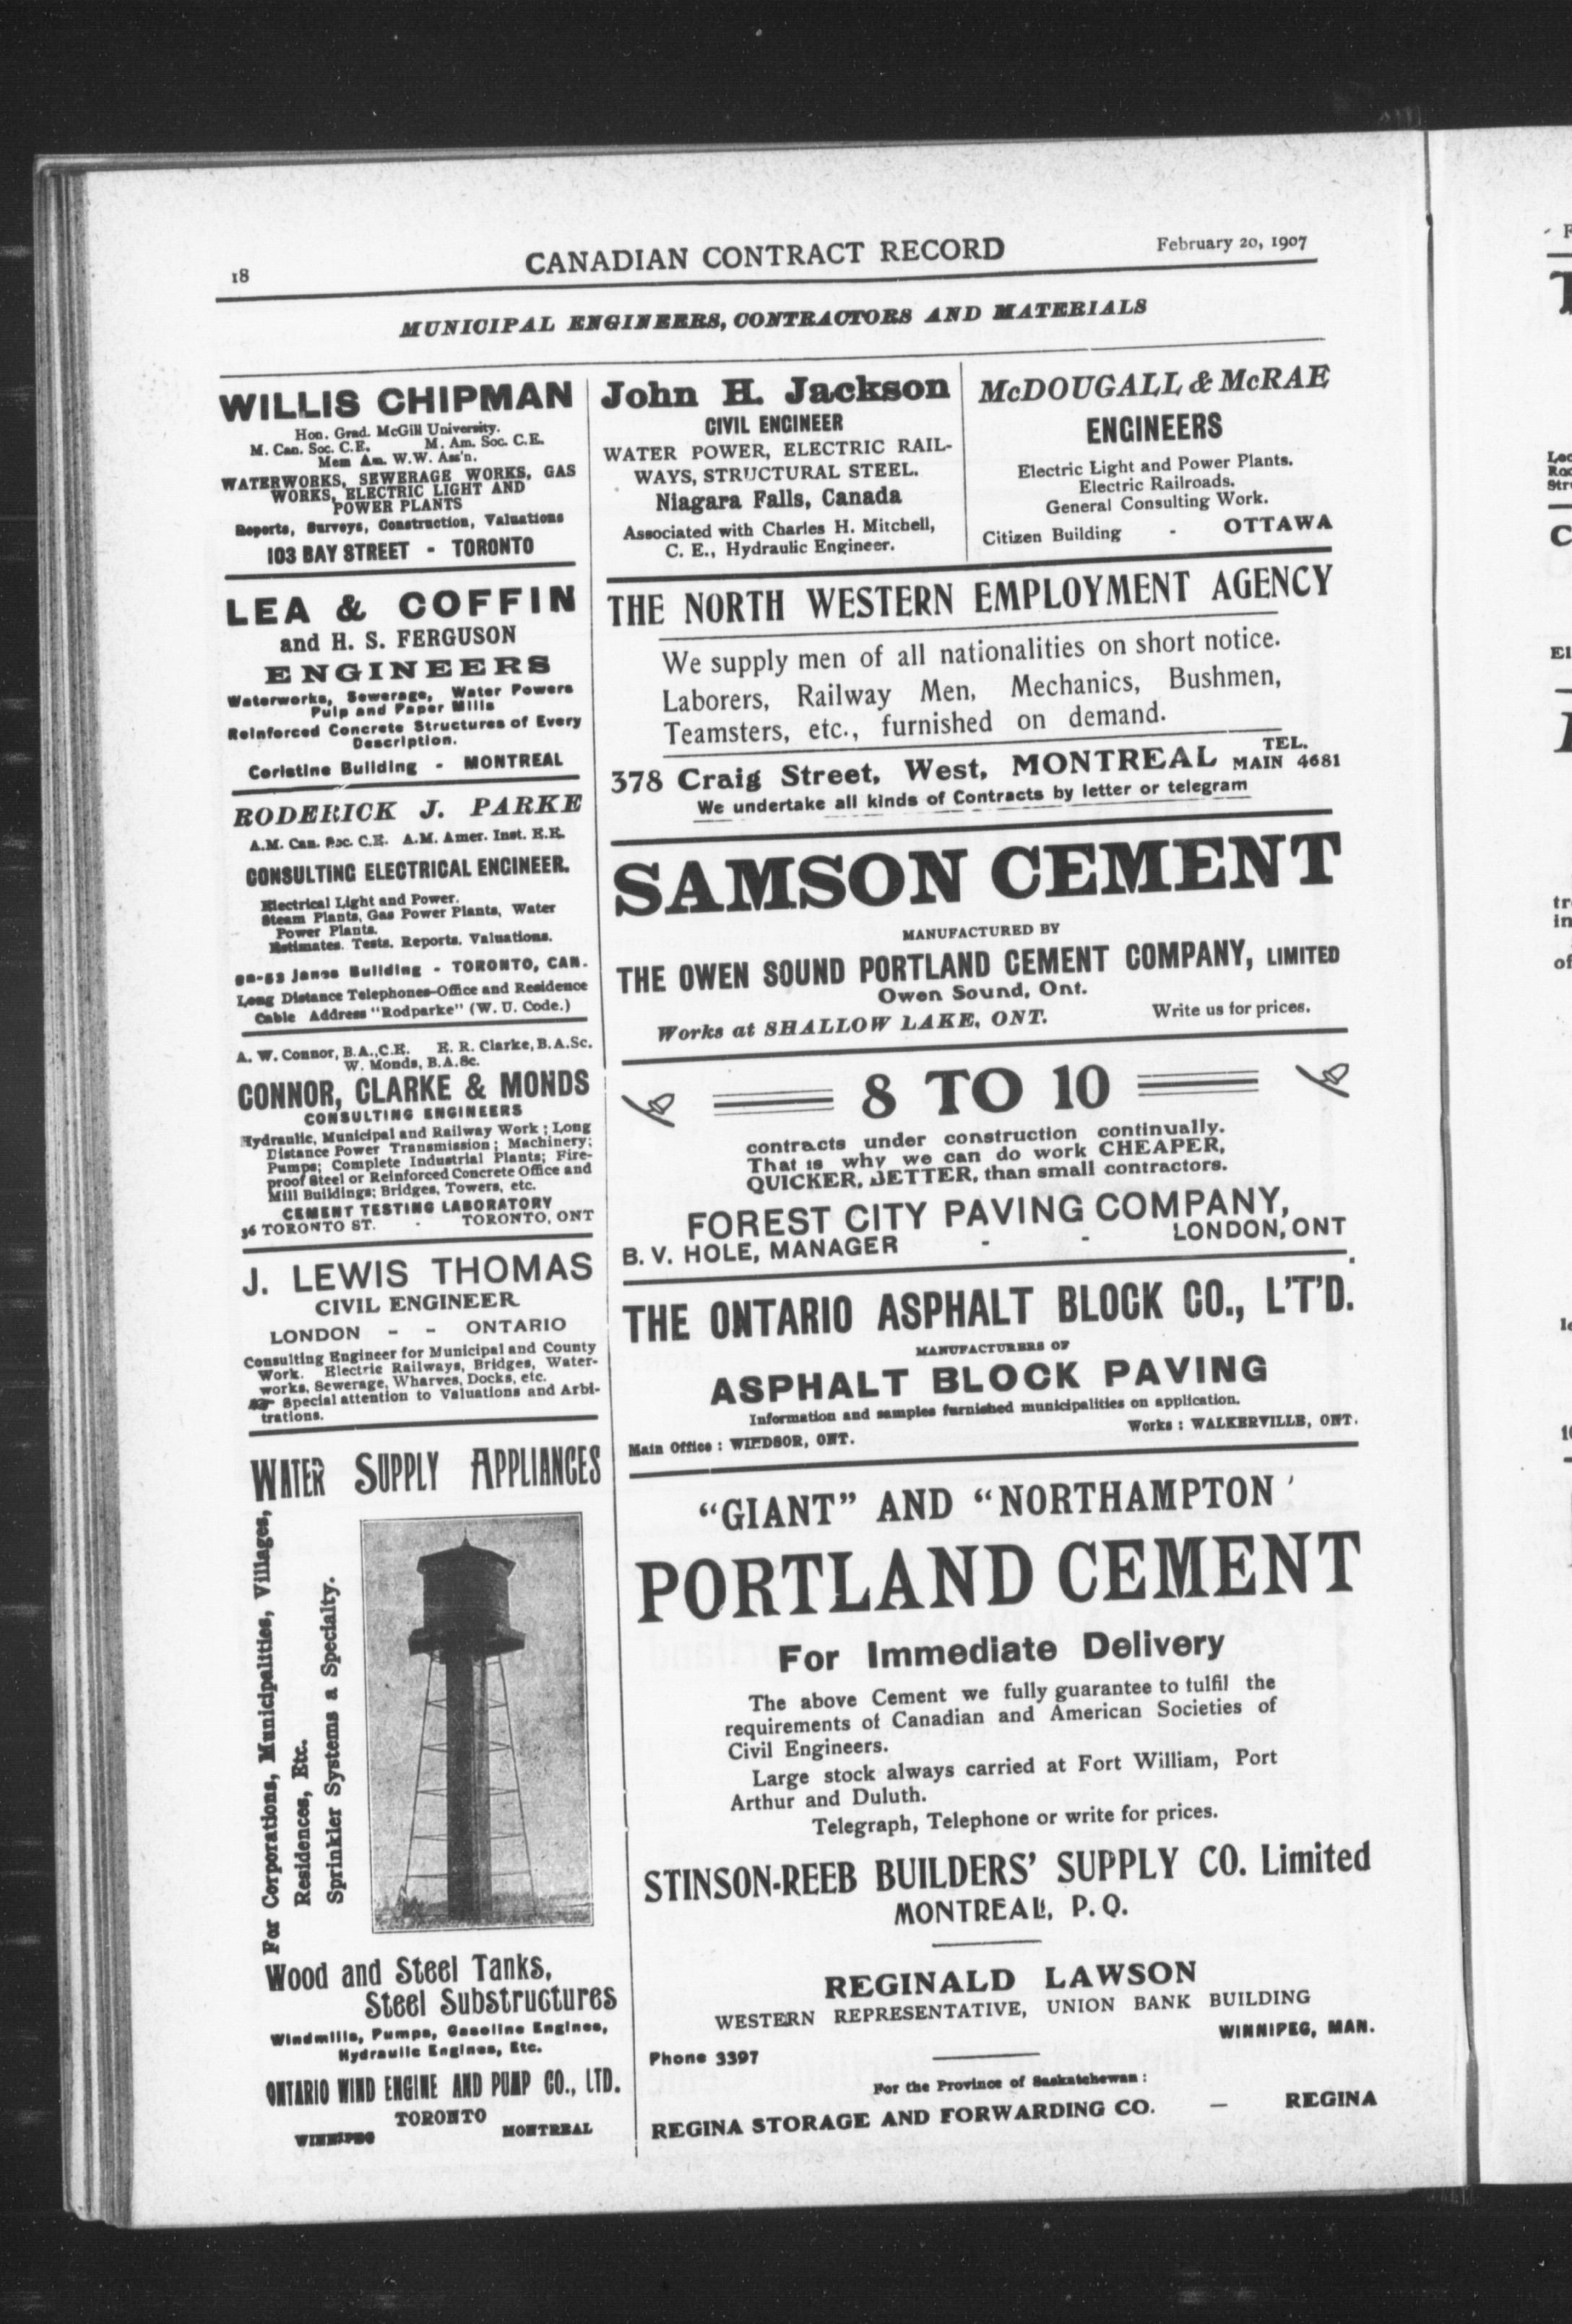 18
CANADIAN CONTRACT RECORD
February 20, 1907
MUNICIPAL ENGINEERS, CONTRACTORS AND MATERIALS
WILLIS CHIPMAN
Hon. Grad. McGill University.
M. Can. Soc. C.E. M. Am. Soc. C.E.
Mem Am. W.W. Ass'n.
WATERWORKS, SEWERAGE WORKS, GAS
WORKS, ELECTRIC LIGHT AND
POWER PLANTS
Reports, Surveys, Construction, Valuations
103 BAY STREET - TORONTO
LEA & COFFIN
and H. S. FERGUSON
ENGINEERS
Waterworks, Sewerage, Water Powers
Pulp and Paper Mills
Reinforced Concrete Structures of Every
Description.
Coristine Building - MONTREAL
RODERICK J. PARKE
A.M. Can. Soc. C.E. A.M. Amer. Inst. E.E.
CONSULTING ELECTRICAL ENGINEER.
Electrical Light and Power.
Steam Plants, Gas Power Plants, Water
Power Plants.
Estimates. Tests. Reports. Valuations.
Janes Building - TORONTO, CAN.
Long Distance Telephones-Office and Residence
Cable Address "Rodparke" (W. U. Code.)
A. W. Connor, B.A., C.E. E. R. Clarke, B.A.Sc.
W. Monds, B.A.Sc.
CONNOR, CLARKE & MONDS
CONSULTING ENGINEERS
Hydraulic, Municipal and Railway Work; Long
Distance Power Transmission; Machinery;
Pumps; Complete Industrial Plants; Fire-
proof Steel or Reinforced Concrete Office and
Mill Buildings; Bridges, Towers, etc.
CEMENT TESTING LABORATORY
36 TORONTO ST. - TORONTO, ONT
J. LEWIS THOMAS
CIVIL ENGINEER
LONDON - - ONTARIO
Consulting Engineer for Municipal and County
Work. Electric Railways, Bridges, Water-
works, Sewerage, Wharves, Docks, etc.
Special attention to Valuations and Arbi-
trations.
WATER SUPPLY APPLIANCES
For Corporations, Municipalities, Villages,
Residences, Etc.
Sprinkler Systems a Specialty.
Wood and Steel Tanks,
Steel Substructures
Windmills, Pumps, Gasoline Engines,
Hydraulic Engines, Etc.
ONTARIO WIND ENGINE AND PUMP CO., LTD.
TORONTO
WINNIPEG MONTREAL
John H. Jackson
CIVIL ENGINEER
WATER POWER, ELECTRIC RAIL-
WAYS, STRUCTURAL STEEL.
Niagara Falls, Canada
Associated with Charles H. Mitchell,
C. E., Hydraulic Engineer.
McDOUGALL & McRAE
ENGINEERS
Electric Light and Power Plants.
Electric Railroads.
General Consulting Work.
Citizen Building - OTTAWA
THE NORTH WESTERN EMPLOYMENT AGENCY
We supply men of all nationalities on short notice.
Laborers, Railway Men, Mechanics, Bushmen,
Teamsters, etc., furnished on demand.
378 Craig Street, West, MONTREAL TEL. MAIN 4681
We undertake all kinds of Contracts by letter or telegram
SAMSON CEMENT
MANUFACTURED BY
THE OWEN SOUND PORTLAND CEMENT COMPANY, LIMITED
Owen Sound, Ont.
Works at SHALLOW LAKE, ONT. Write us for prices.
8 TO 10
contracts under construction continually.
That is why we can do work CHEAPER,
QUICKER, BETTER, than small contractors.
FOREST CITY PAVING COMPANY,
B. V. HOLE, MANAGER - - LONDON, ONT
THE ONTARIO ASPHALT BLOCK CO., L'T'D.
MANUFACTURERS OF
ASPHALT BLOCK PAVING
Information and samples furnished municipalities on application.
Main Office: WINDSOR, ONT. Works: WALKERVILLE, ONT.
"GIANT" AND "NORTHAMPTON'
PORTLAND CEMENT
For Immediate Delivery
The above Cement we fully guarantee to fulfil the
requirements of Canadian and American Societies of
Civil Engineers.
Large stock always carried at Fort William, Port
Arthur and Duluth.
Telegraph, Telephone or write for prices.
STINSON-REEB BUILDERS' SUPPLY CO. Limited
MONTREAL, P. Q.
REGINALD LAWSON
WESTERN REPRESENTATIVE, UNION BANK BUILDING
Phone 3397 WINNIPEG, MAN.
For the Province of Saskatchewan:
REGINA STORAGE AND FORWARDING CO. — REGINA